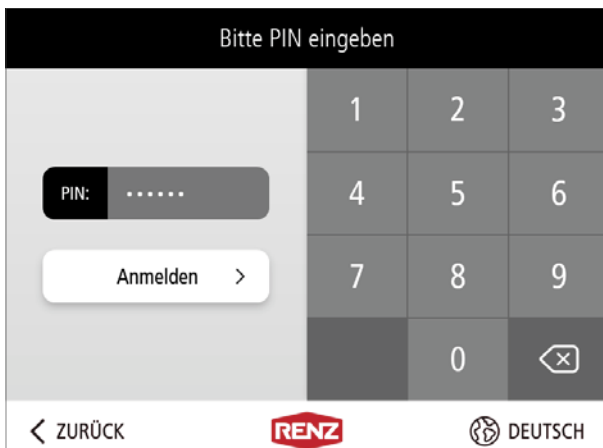 Bitte PIN eingeben
1 2 3
PIN: ••••••
4 5 6
Anmelden >
7 8 9
0
< ZURÜCK RENZ DEUTSCH